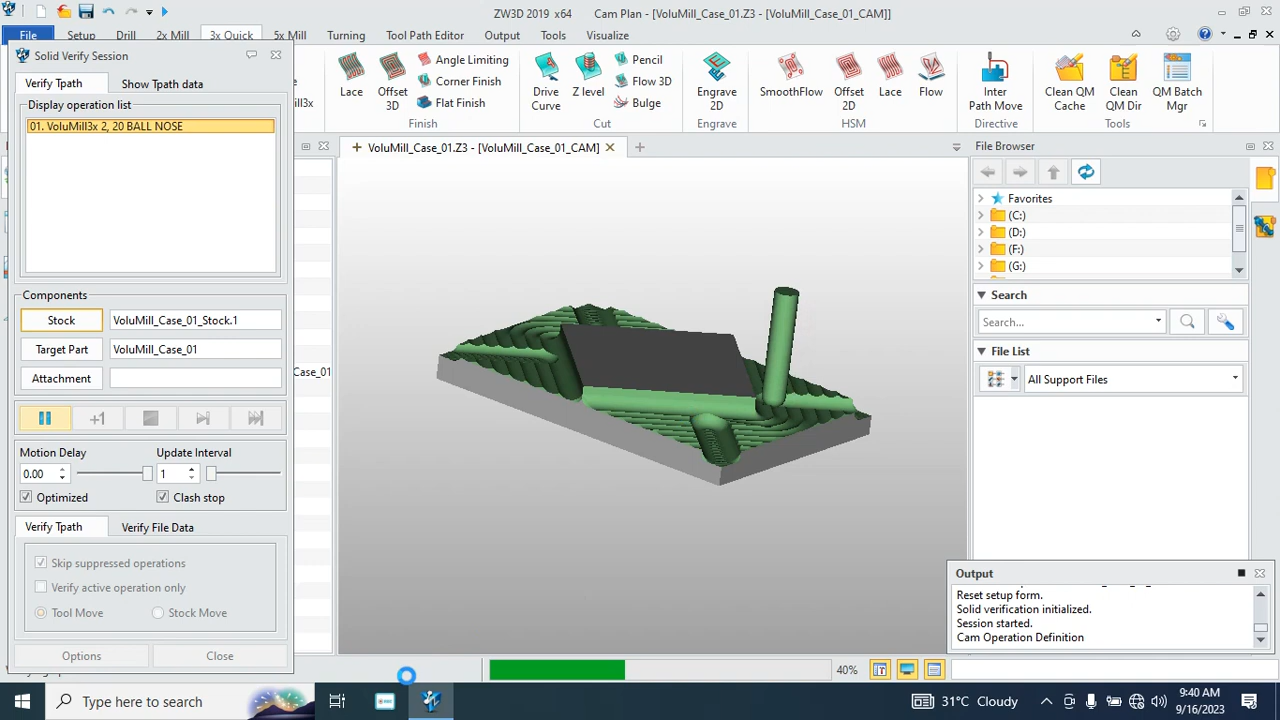 ZW3D 2019 x64 Cam Plan - [VoluMill_Case_01.Z3 - [VoluMill_Case_01_CAM]]
File Setup Drill 2x Mill 3x Quick 5x Mill Turning Tool Path Editor Output Tools Visualize
Solid Verify Session
Verify Tpath Show Tpath data
Display operation list
01. VoluMill3x 2, 20 BALL NOSE
Components
Stock VoluMill_Case_01_Stock.1
Target Part VoluMill_Case_01
Attachment
+1
Motion Delay Update Interval
0.00 1
Optimized Clash stop
Verify Tpath Verify File Data
Skip suppressed operations
Verify active operation only
Tool Move Stock Move
Options Close
Lace
Offset
3D
Angle Limiting
Corner Finish
Flat Finish
Finish
Drive
Curve
Z level
Pencil
Flow 3D
Bulge
Cut
Engrave
2D
Engrave
SmoothFlow
Offset
2D
Lace
Flow
HSM
Inter
Path Move
Directive
Clean QM
Cache
Clean
QM Dir
QM Batch
Mgr
Tools
VoluMill_Case_01.Z3 - [VoluMill_Case_01_CAM]
File Browser
Favorites
(C:)
(D:)
(F:)
(G:)
Search
Search...
File List
All Support Files
Output
Reset setup form.
Solid verification initialized.
Session started.
Cam Operation Definition
40%
Type here to search
31°C Cloudy
9:40 AM
9/16/2023